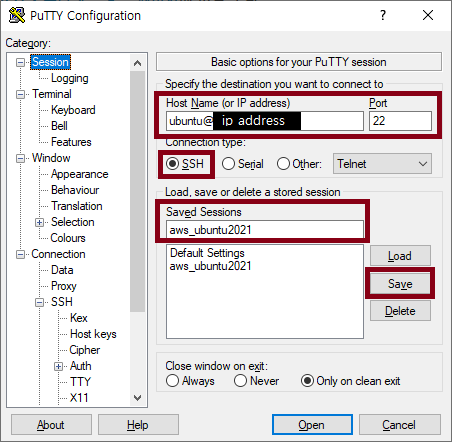 PuTTY Configuration
Category:
Session
Logging
Terminal
Keyboard
Bell
Features
Window
Appearance
Behaviour
Translation
Selection
Colours
Connection
Data
Proxy
SSH
Kex
Host keys
Cipher
Auth
TTY
X11
Basic options for your PuTTY session
Specify the destination you want to connect to
Host Name (or IP address) Port
ubuntu@ ip address 22
Connection type:
SSH Serial Other: Telnet
Load, save or delete a stored session
Saved Sessions
aws_ubuntu2021
Default Settings
aws_ubuntu2021
Load
Save
Delete
Close window on exit:
Always Never Only on clean exit
About Help Open Cancel